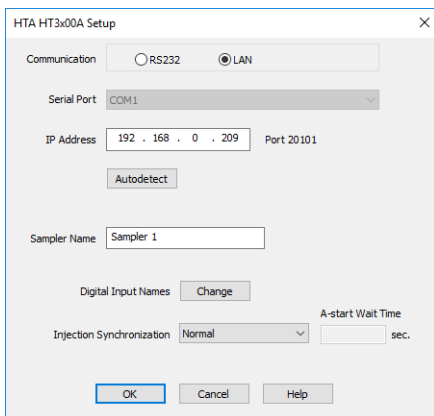 HTA HT3x00A Setup
Communication RS232 LAN
Serial Port COM1
IP Address 192 . 168 . 0 . 209 Port 20101
Autodetect
Sampler Name Sampler 1
Digital Input Names Change
A-start Wait Time
Injection Synchronization Normal sec.
OK Cancel Help